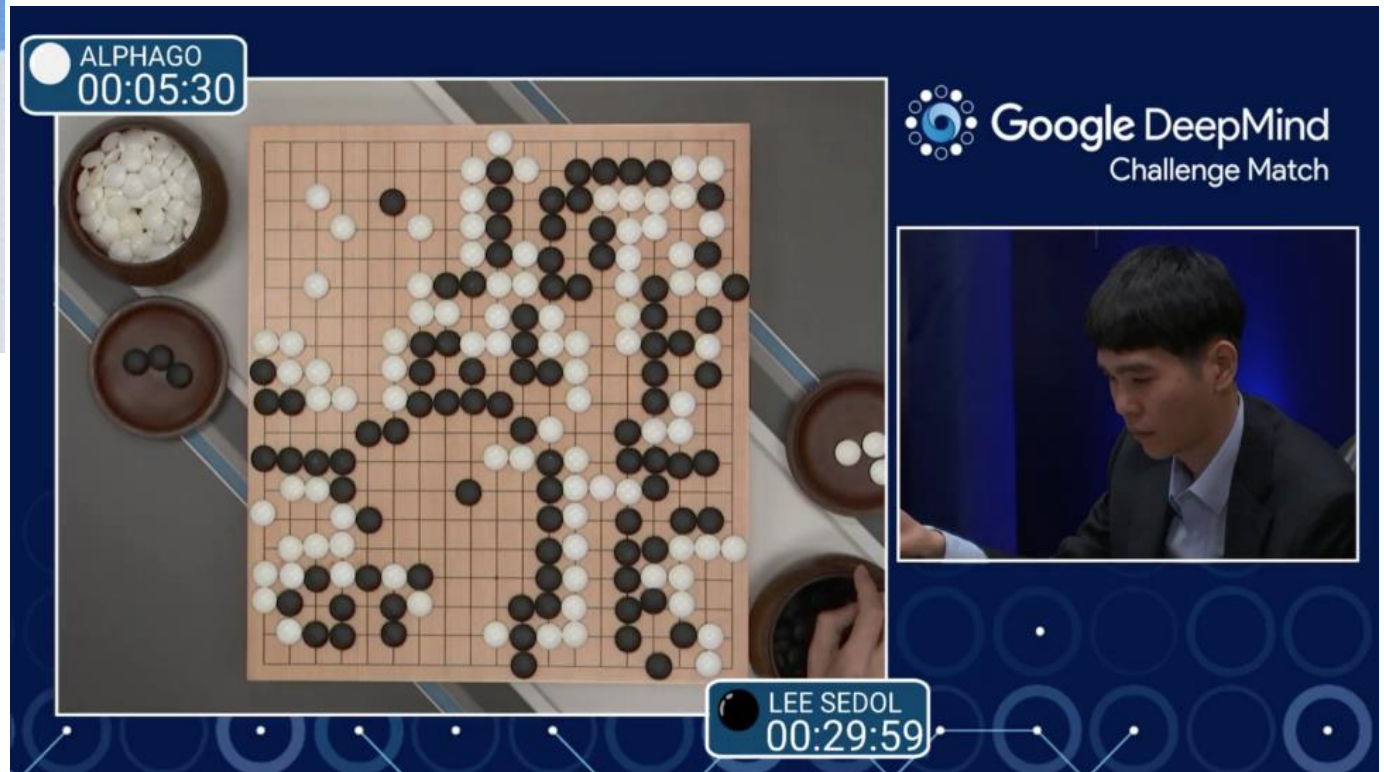 ALPHAGO
00:05:30
Google DeepMind
Challenge Match
LEE SEDOL
00:29:59